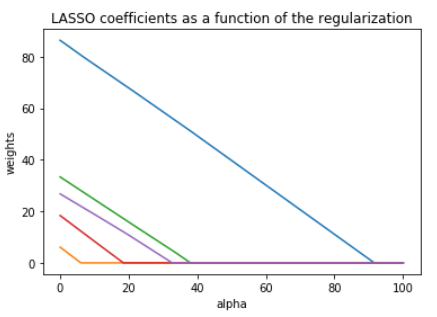 LASSO coefficients as a function of the regularization
80
60
40
20
0
weights
0 20 40 60 80 100
alpha